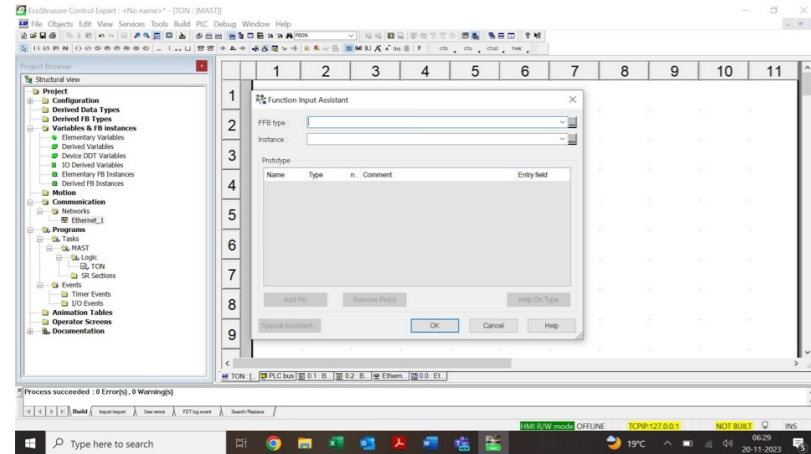 EcoStruxure Control Expert : <No name>* - [TON : [MAST]]
File Objects Edit View Services Tools Build PLC Debug Window Help
Project Browser
Structural view
Project
Configuration
Derived Data Types
Derived FB Types
Variables & FB instances
Elementary Variables
Derived Variables
Device DDT Variables
IO Derived Variables
Elementary FB Instances
Derived FB Instances
Motion
Communication
Networks
Ethernet_1
Programs
Tasks
MAST
Logic
TON
SR Sections
Events
Timer Events
I/O Events
Animation Tables
Operator Screens
Documentation
1 2 3 4 5 6 7 8 9 10 11
1
2
3
4
5
6
7
8
9
Function Input Assistant
FFB type :
Instance :
Prototype
Name Type n.. Comment Entry field
Add Pin Remove Pin(s) Help On Type
Special Assistant OK Cancel Help
TON : [ PLC bus 0.1 : B... 0.2 : B... Ethern... 0.0 : Et...
Process succeeded : 0 Error(s) , 0 Warning(s)
Build Import/export User errors FDT log event Search/Replace
HMI R/W mode OFFLINE TCPIP:127.0.0.1 NOT BUILT INS
Type here to search
19°C
06:29
20-11-2023